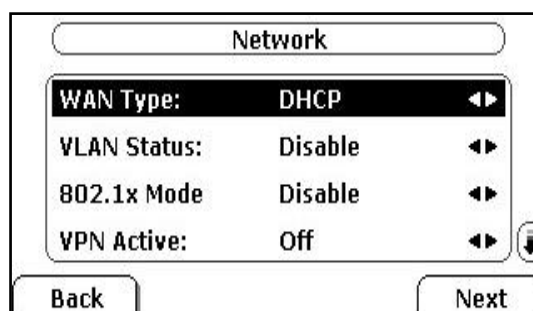 Network
WAN Type: DHCP
VLAN Status: Disable
802.1x Mode Disable
VPN Active: Off
Back Next